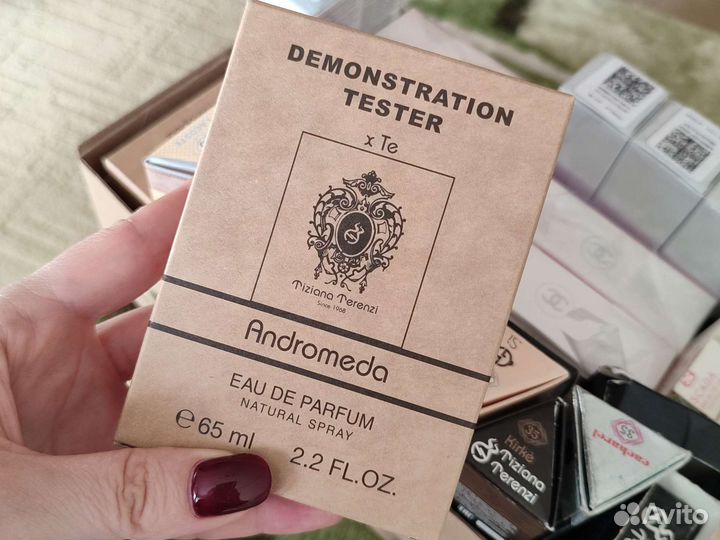 DEMONSTRATION
TESTER
x Te
Tiziana Terenzi
Since 1968
Andromeda
EAU DE PARFUM
NATURAL SPRAY
e 65 ml 2.2 FL.OZ.
Kirkè
Tiziana
Terenzi
cacharel
Avito